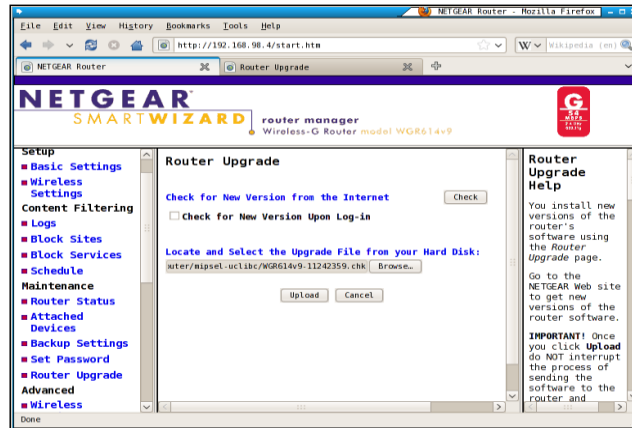 NETGEAR Router - Mozilla Firefox
File Edit View History Bookmarks Tools Help
http://192.168.98.4/start.htm
W Wikipedia (en)
NETGEAR Router
Router Upgrade
NETGEAR
SMARTWIZARD router manager
Wireless-G Router model WGR614v9
G
54
MBPS
Setup
Basic Settings
Wireless
Settings
Content Filtering
Logs
Block Sites
Block Services
Schedule
Maintenance
Router Status
Attached
Devices
Backup Settings
Set Password
Router Upgrade
Advanced
Wireless
Router Upgrade
Check for New Version from the Internet Check
Check for New Version Upon Log-in
Locate and Select the Upgrade File from your Hard Disk:
uter/mipsel-uclibc/WGR614v9-11242359.chk Browse…
Upload Cancel
Router
Upgrade
Help
You install new
versions of the
router's
software using
the Router
Upgrade page.
Go to the
NETGEAR Web site
to get new
versions of the
router software.
IMPORTANT! Once
you click Upload
do NOT interrupt
the process of
sending the
software to the
router and
Done